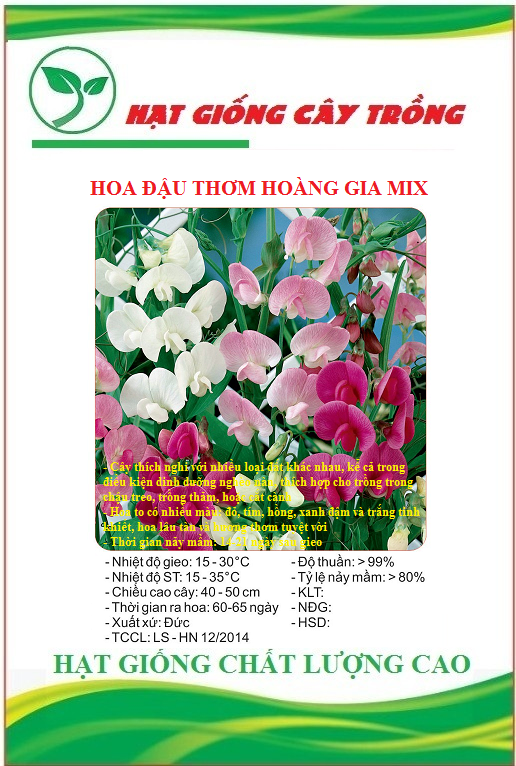 HẠT GIỐNG CÂY TRỒNG
HOA ĐẬU THƠM HOÀNG GIA MIX
- Cây thích nghi với nhiều loại đất khác nhau, kể cả trong
điều kiện dinh dưỡng nghèo nàn, thích hợp cho trồng trong
chậu treo, trồng thảm, hoặc cắt cành
- Hoa to có nhiều màu: đỏ, tím, hồng, xanh đậm và trắng tinh
khiết, hoa lâu tàn và hương thơm tuyệt vời
- Thời gian nảy mầm: 14-21 ngày sau gieo
- Nhiệt độ gieo: 15 - 30°C
- Nhiệt độ ST: 15 - 35°C
- Chiều cao cây: 40 - 50 cm
- Thời gian ra hoa: 60-65 ngày
- Xuất xứ: Đức
- TCCL: LS - HN 12/2014
- Độ thuần: > 99%
- Tỷ lệ nảy mầm: > 80%
- KLT:
- NĐG:
- HSD:
HẠT GIỐNG CHẤT LƯỢNG CAO